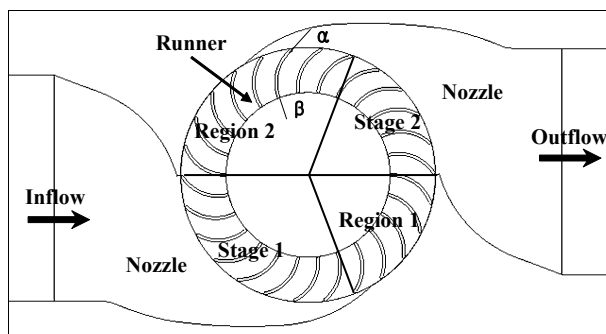 α
Runner
Nozzle
β
Region 2
Stage 2
Outflow
Inflow
Region 1
Stage 1
Nozzle